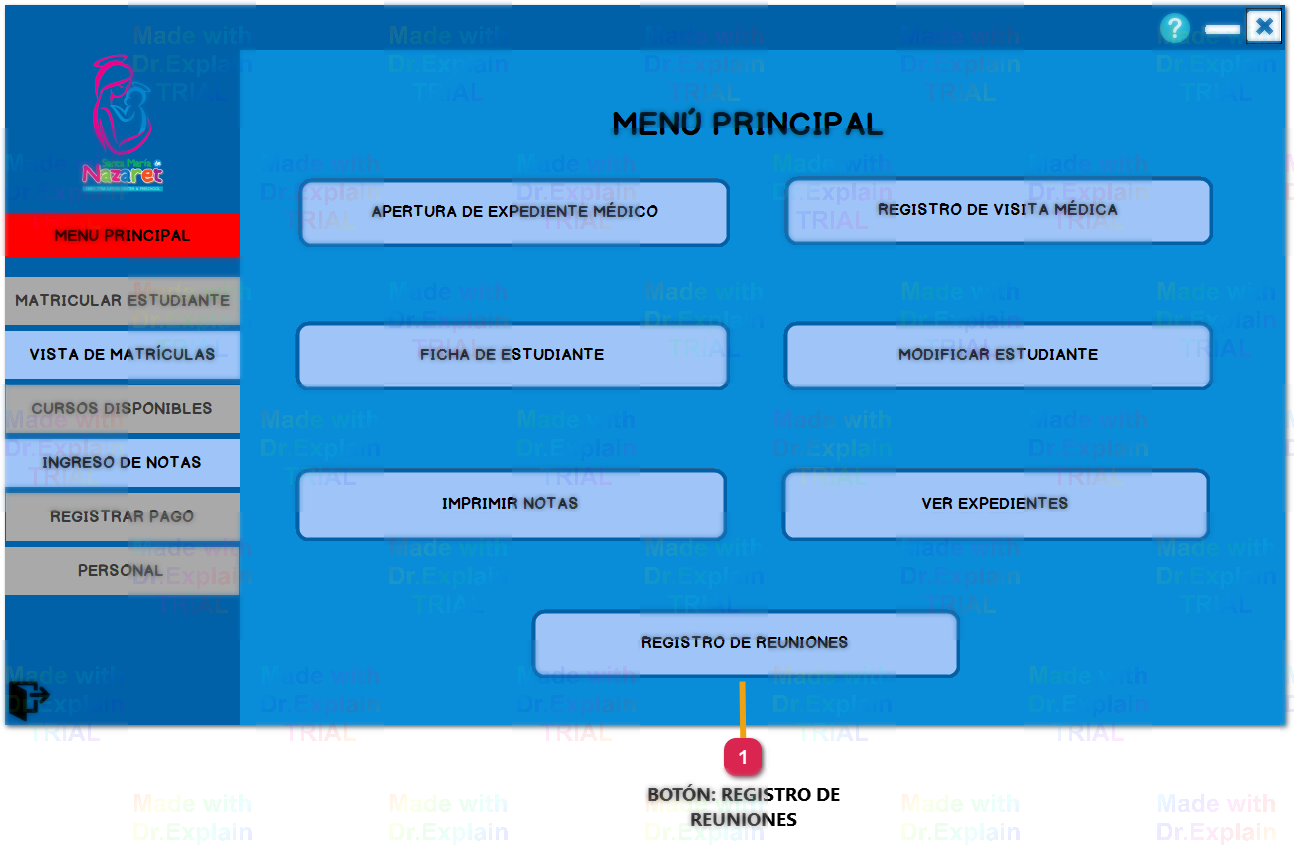 ?
Santa María de
Nazaret
MENU PRINCIPAL
MATRICULAR ESTUDIANTE
VISTA DE MATRÍCULAS
CURSOS DISPONIBLES
INGRESO DE NOTAS
REGISTRAR PAGO
PERSONAL
MENÚ PRINCIPAL
APERTURA DE EXPEDIENTE MÉDICO
REGISTRO DE VISITA MÉDICA
FICHA DE ESTUDIANTE
MODIFICAR ESTUDIANTE
IMPRIMIR NOTAS
VER EXPEDIENTES
REGISTRO DE REUNIONES
1
BOTÓN: REGISTRO DE
REUNIONES
Made with
Dr.Explain
TRIAL